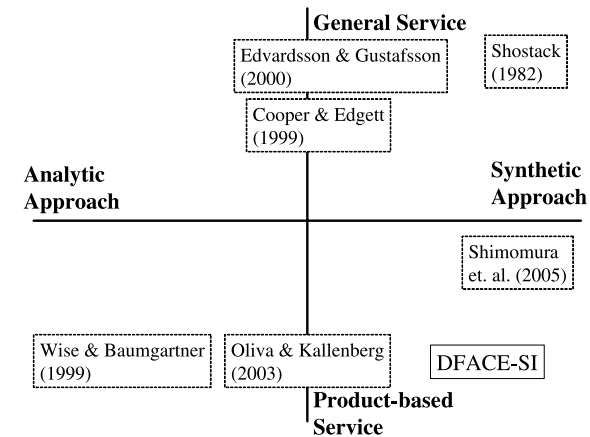 General Service
Edvardsson & Gustafsson
(2000)
Shostack
(1982)
Cooper & Edgett
(1999)
Analytic
Approach
Synthetic
Approach
Shimomura
et. al. (2005)
Wise & Baumgartner
(1999)
Oliva & Kallenberg
(2003)
DFACE-SI
Product-based
Service